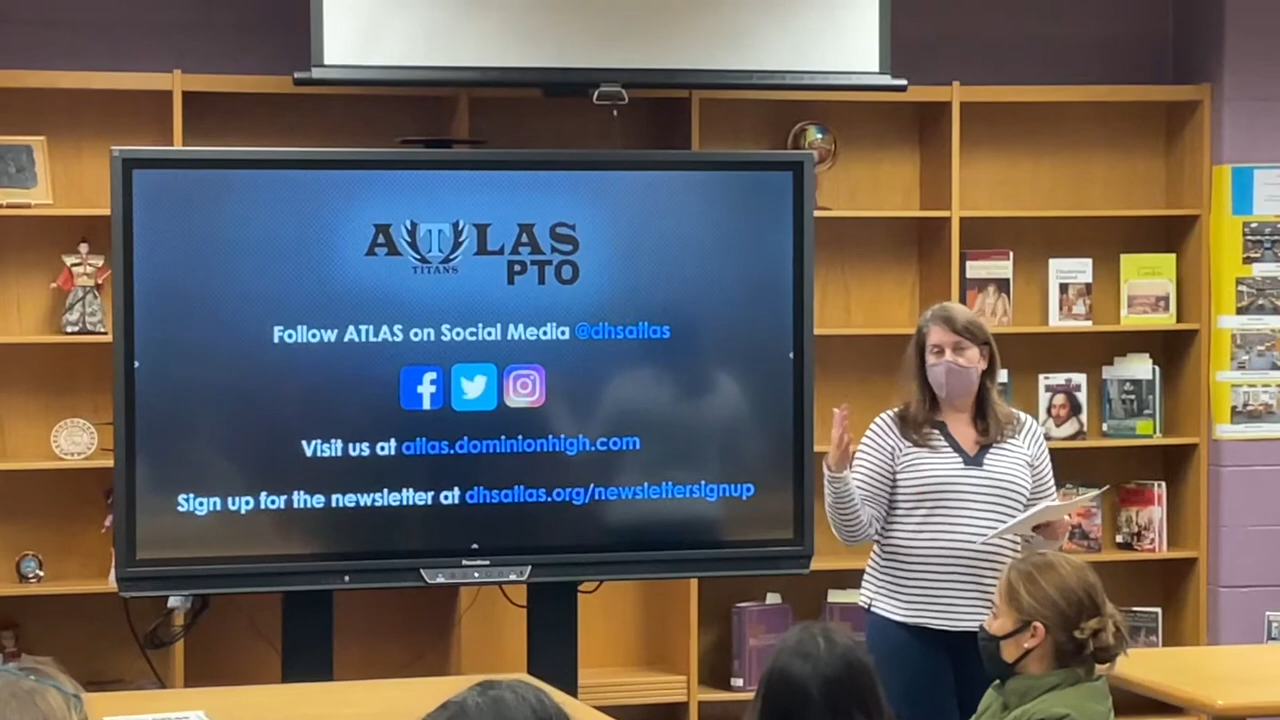 ATLAS
TITANS
PTO
Follow ATLAS on Social Media @dhsatlas
Visit us at atlas.dominionhigh.com
Sign up for the newsletter at dhsatlas.org/newslettersignup
Promethean